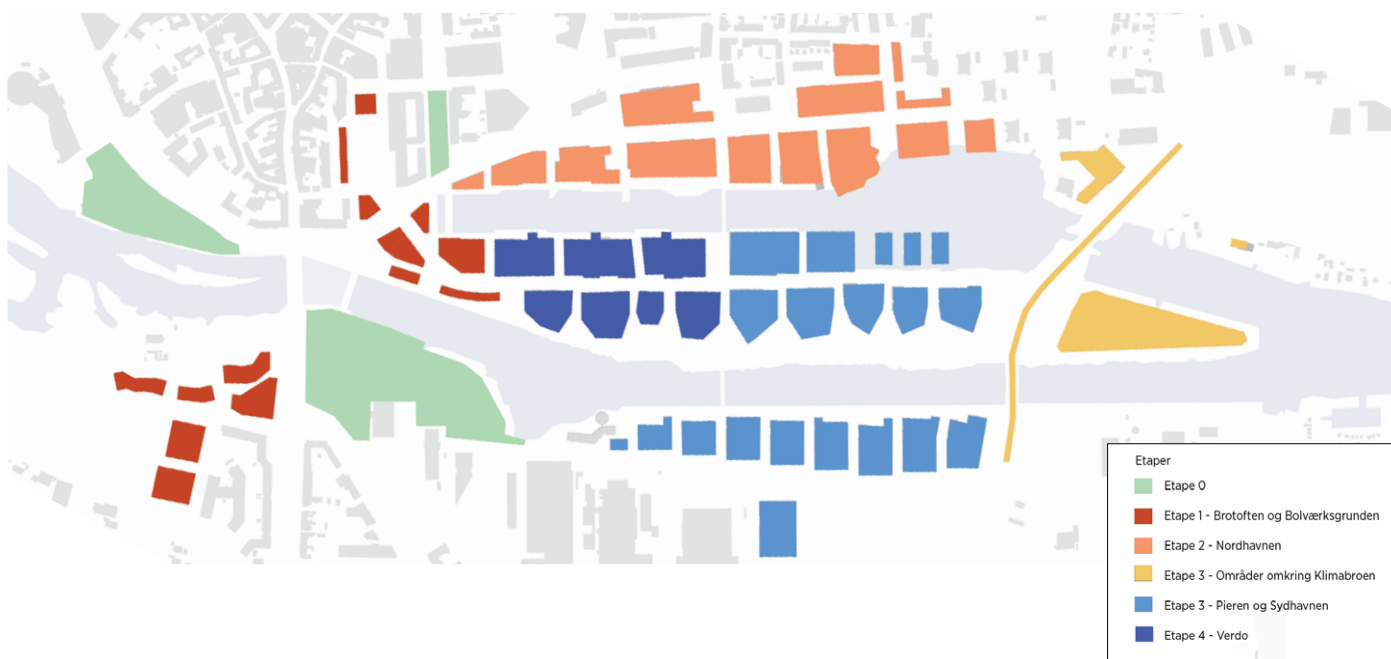 Etaper
Etape 0
Etape 1 - Brotoften og Bolværksgrunden
Etape 2 - Nordhavnen
Etape 3 - Områder omkring Klimabroen
Etape 3 - Pieren og Sydhavnen
Etape 4 - Verdo